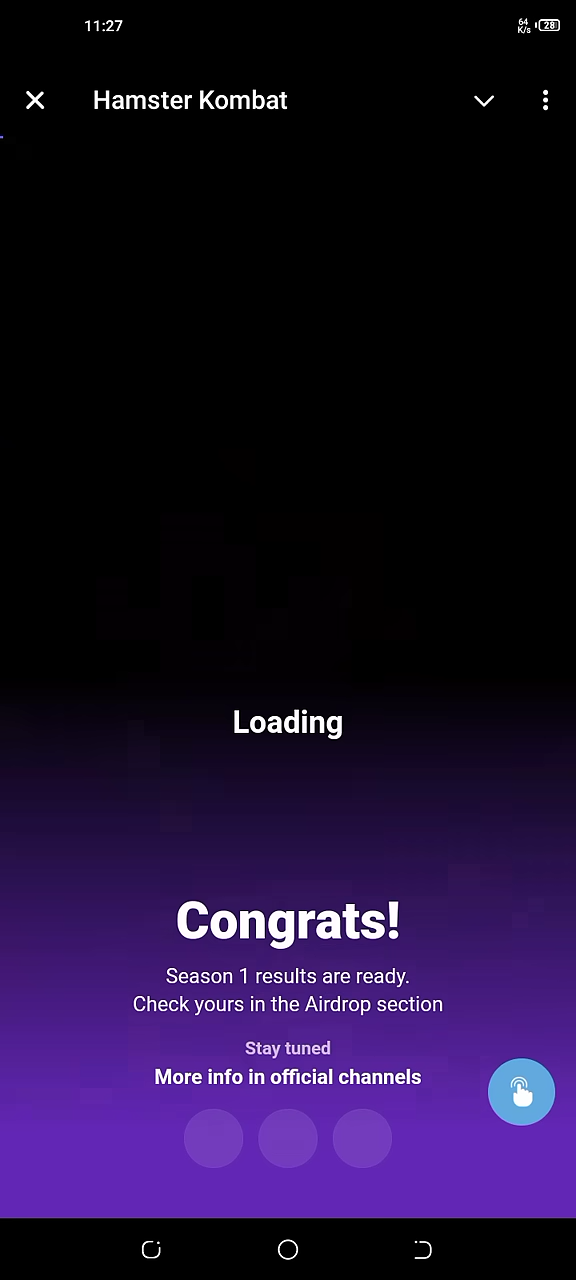 11:27
64
K/s
28
Hamster Kombat
Loading
Congrats!
Season 1 results are ready.
Check yours in the Airdrop section
Stay tuned
More info in official channels